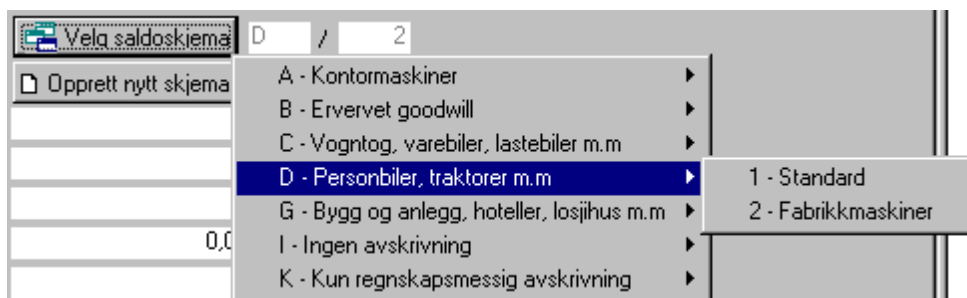 Velg saldoskjema D / 2
Opprett nytt skjema
A - Kontormaskiner
B - Ervervet goodwill
C - Vogntog, varebiler, lastebiler m.m
D - Personbiler, traktorer m.m
1 - Standard
G - Bygg og anlegg, hoteller, losjihus m.m
2 - Fabrikkmaskiner
0,0
I - Ingen avskrivning
K - Kun regnskapsmessig avskrivning